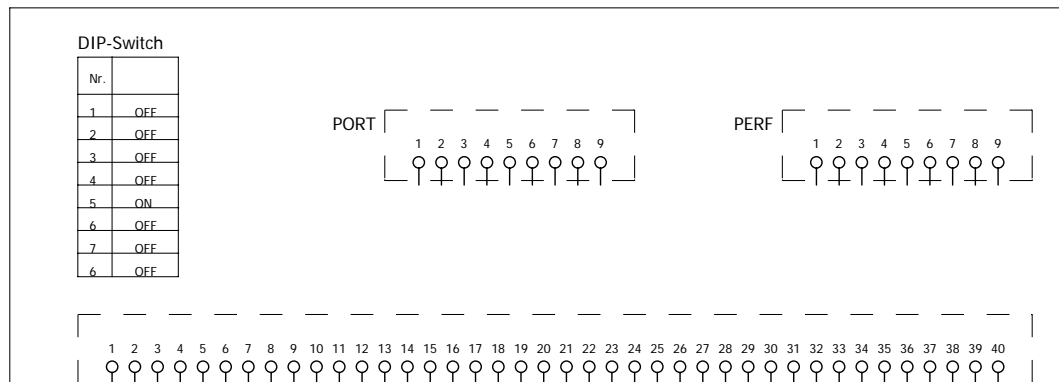 DIP-Switch
Nr.
1 OFF
2 OFF
3 OFF
4 OFF
5 ON
6 OFF
7 OFF
6 OFF
PORT
1 2 3 4 5 6 7 8 9
PERF
1 2 3 4 5 6 7 8 9
1 2 3 4 5 6 7 8 9 10 11 12 13 14 15 16 17 18 19 20 21 22 23 24 25 26 27 28 29 30 31 32 33 34 35 36 37 38 39 40